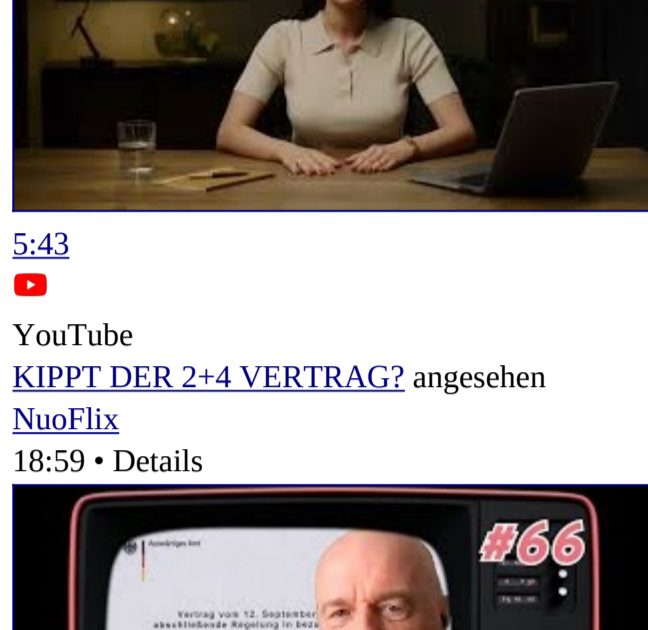 5:43
YouTube
KIPPT DER 2+4 VERTRAG? angesehen
NuoFlix
18:59 • Details
#66
Auswärtiges Amt
Vertrag vom 12. September
abschließende Regelung in bezu